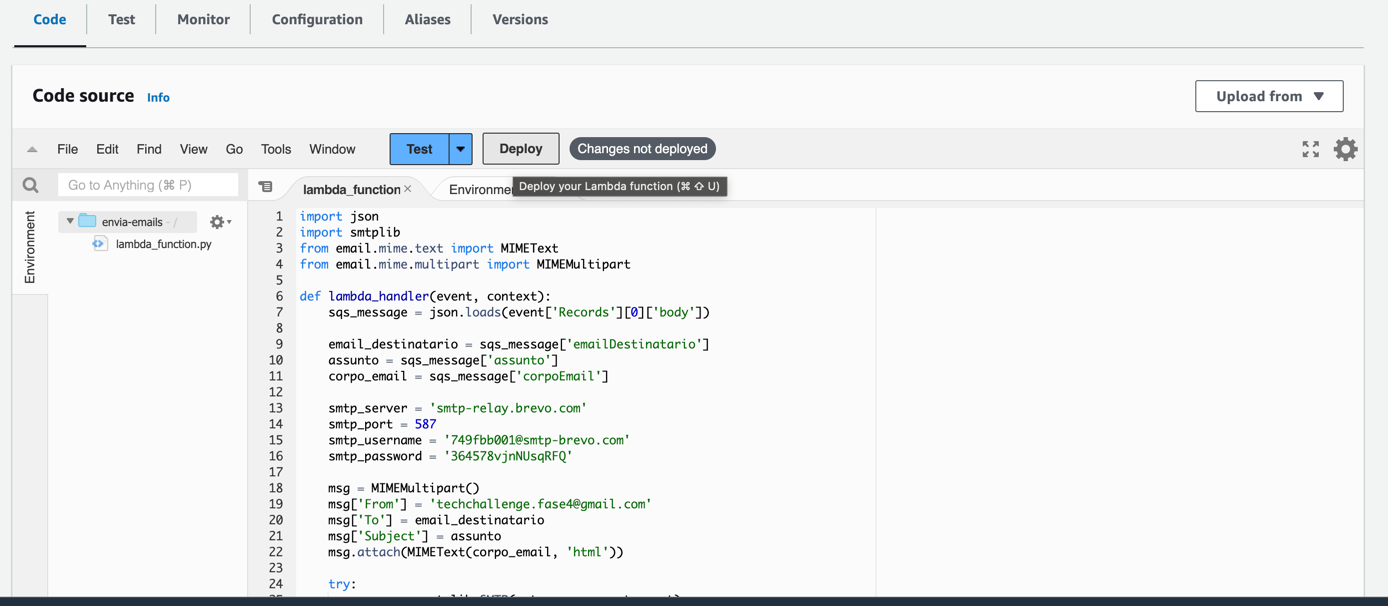 Code Test Monitor Configuration Aliases Versions
Code source Info Upload from ▼
File Edit Find View Go Tools Window Test Deploy Changes not deployed
Go to Anything (⌘ P) lambda_function × Environme
Deploy your Lambda function (⌘ ⇧ U)
Environment
envia-emails - /
lambda_function.py
1 import json
2 import smtplib
3 from email.mime.text import MIMEText
4 from email.mime.multipart import MIMEMultipart
5
6 def lambda_handler(event, context):
7 sqs_message = json.loads(event['Records'][0]['body'])
8
9 email_destinatario = sqs_message['emailDestinatario']
10 assunto = sqs_message['assunto']
11 corpo_email = sqs_message['corpoEmail']
12
13 smtp_server = 'smtp-relay.brevo.com'
14 smtp_port = 587
15 smtp_username = '749fbb001@smtp-brevo.com'
16 smtp_password = '364578vjnNUsqRFQ'
17
18 msg = MIMEMultipart()
19 msg['From'] = 'techchallenge.fase4@gmail.com'
20 msg['To'] = email_destinatario
21 msg['Subject'] = assunto
22 msg.attach(MIMEText(corpo_email, 'html'))
23
24 try: